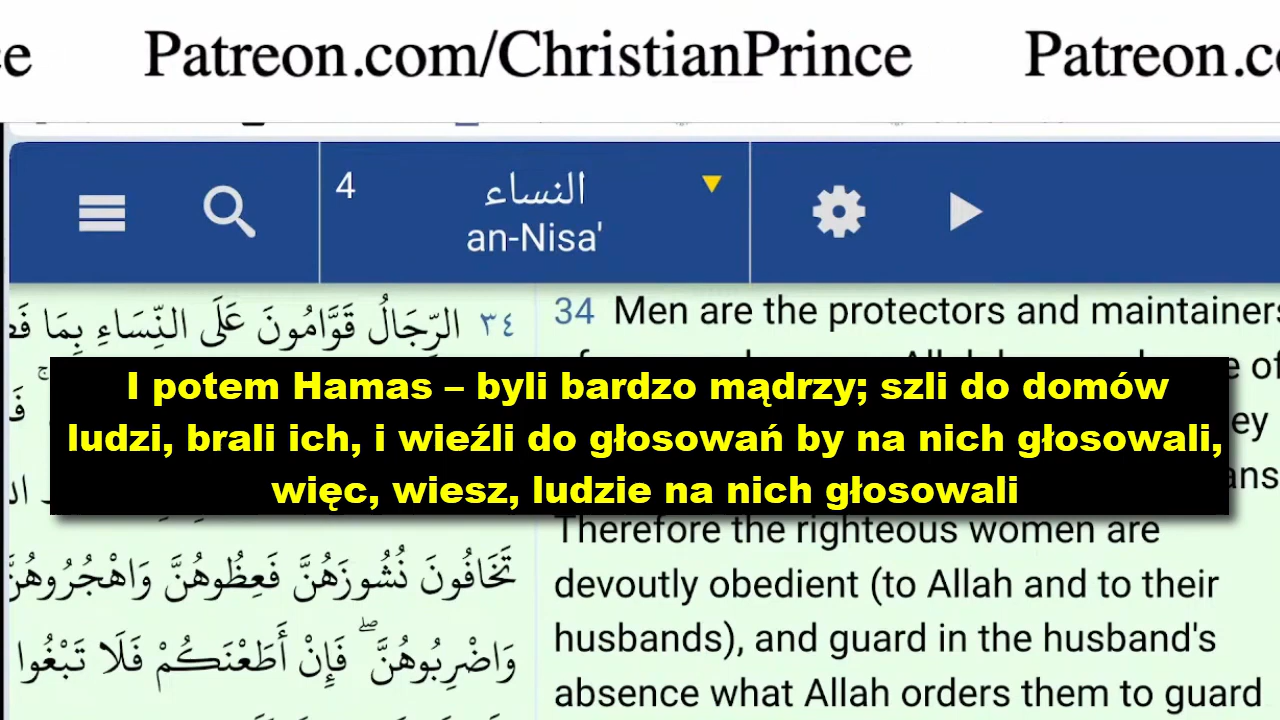 e Patreon.com/ChristianPrince Patreon.c
4 النساء
an-Nisa'
٣٤ الرِّجَالُ قَوَّامُونَ عَلَى النِّسَاءِ بِمَا
34 Men are the protectors and maintainers
I potem Hamas – byli bardzo mądrzy; szli do domów
ludzi, brali ich, i wieźli do głosowań by na nich głosowali,
więc, wiesz, ludzie na nich głosowali
Therefore the righteous women are
تَخَافُونَ نُشُوزَهُنَّ فَعِظُوهُنَّ وَاهْجُرُوهُنَّ
devoutly obedient (to Allah and to their
husbands), and guard in the husband's
وَاضْرِبُوهُنَّ ۖ فَإِنْ أَطَعْنَكُمْ فَلَا تَبْغُوا
absence what Allah orders them to guard